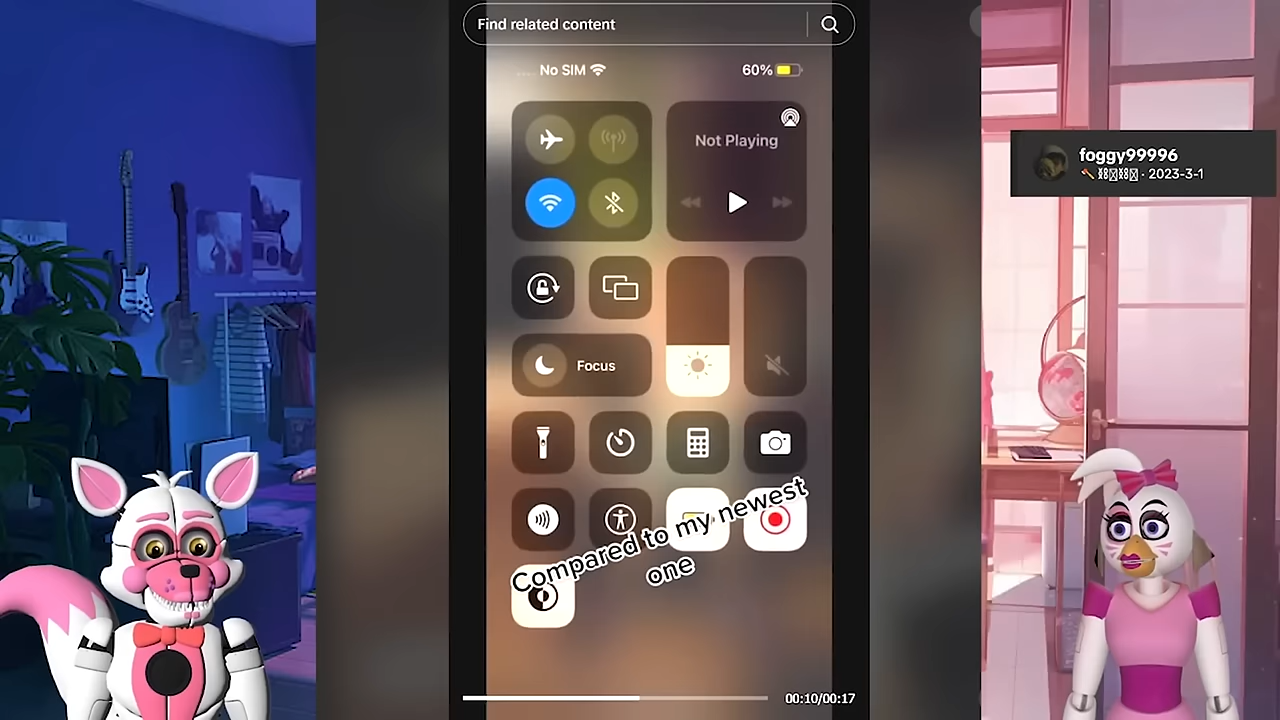 Find related content
No SIM
60%
Not Playing
Focus
Compared to my newest
one
00:10/00:17
foggy99996
2023-3-1